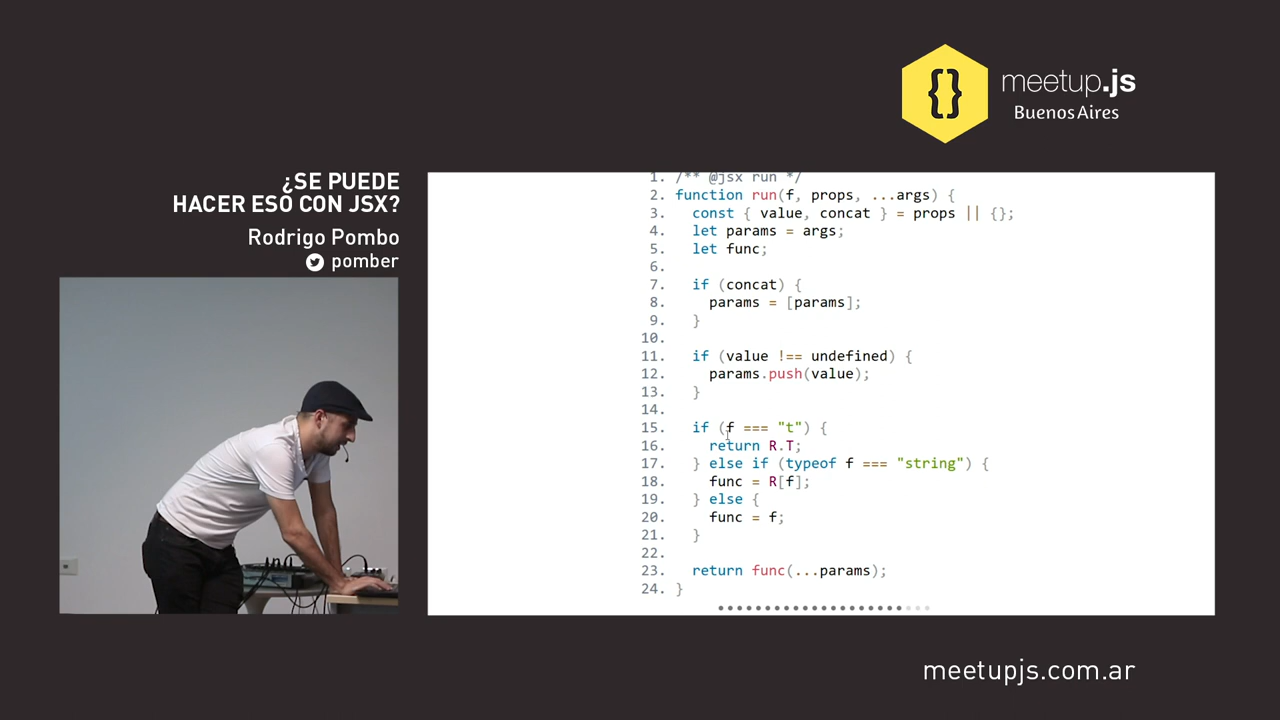 {}
meetup.js
Buenos Aires
¿SE PUEDE
HACER ESO CON JSX?
Rodrigo Pombo
pomber
1. /** @jsx run */
2. function run(f, props, ...args) {
3. const { value, concat } = props || {};
4. let params = args;
5. let func;
6.
7. if (concat) {
8. params = [params];
9. }
10.
11. if (value !== undefined) {
12. params.push(value);
13. }
14.
15. if (f === "t") {
16. return R.T;
17. } else if (typeof f === "string") {
18. func = R[f];
19. } else {
20. func = f;
21. }
22.
23. return func(...params);
24. }
meetupjs.com.ar